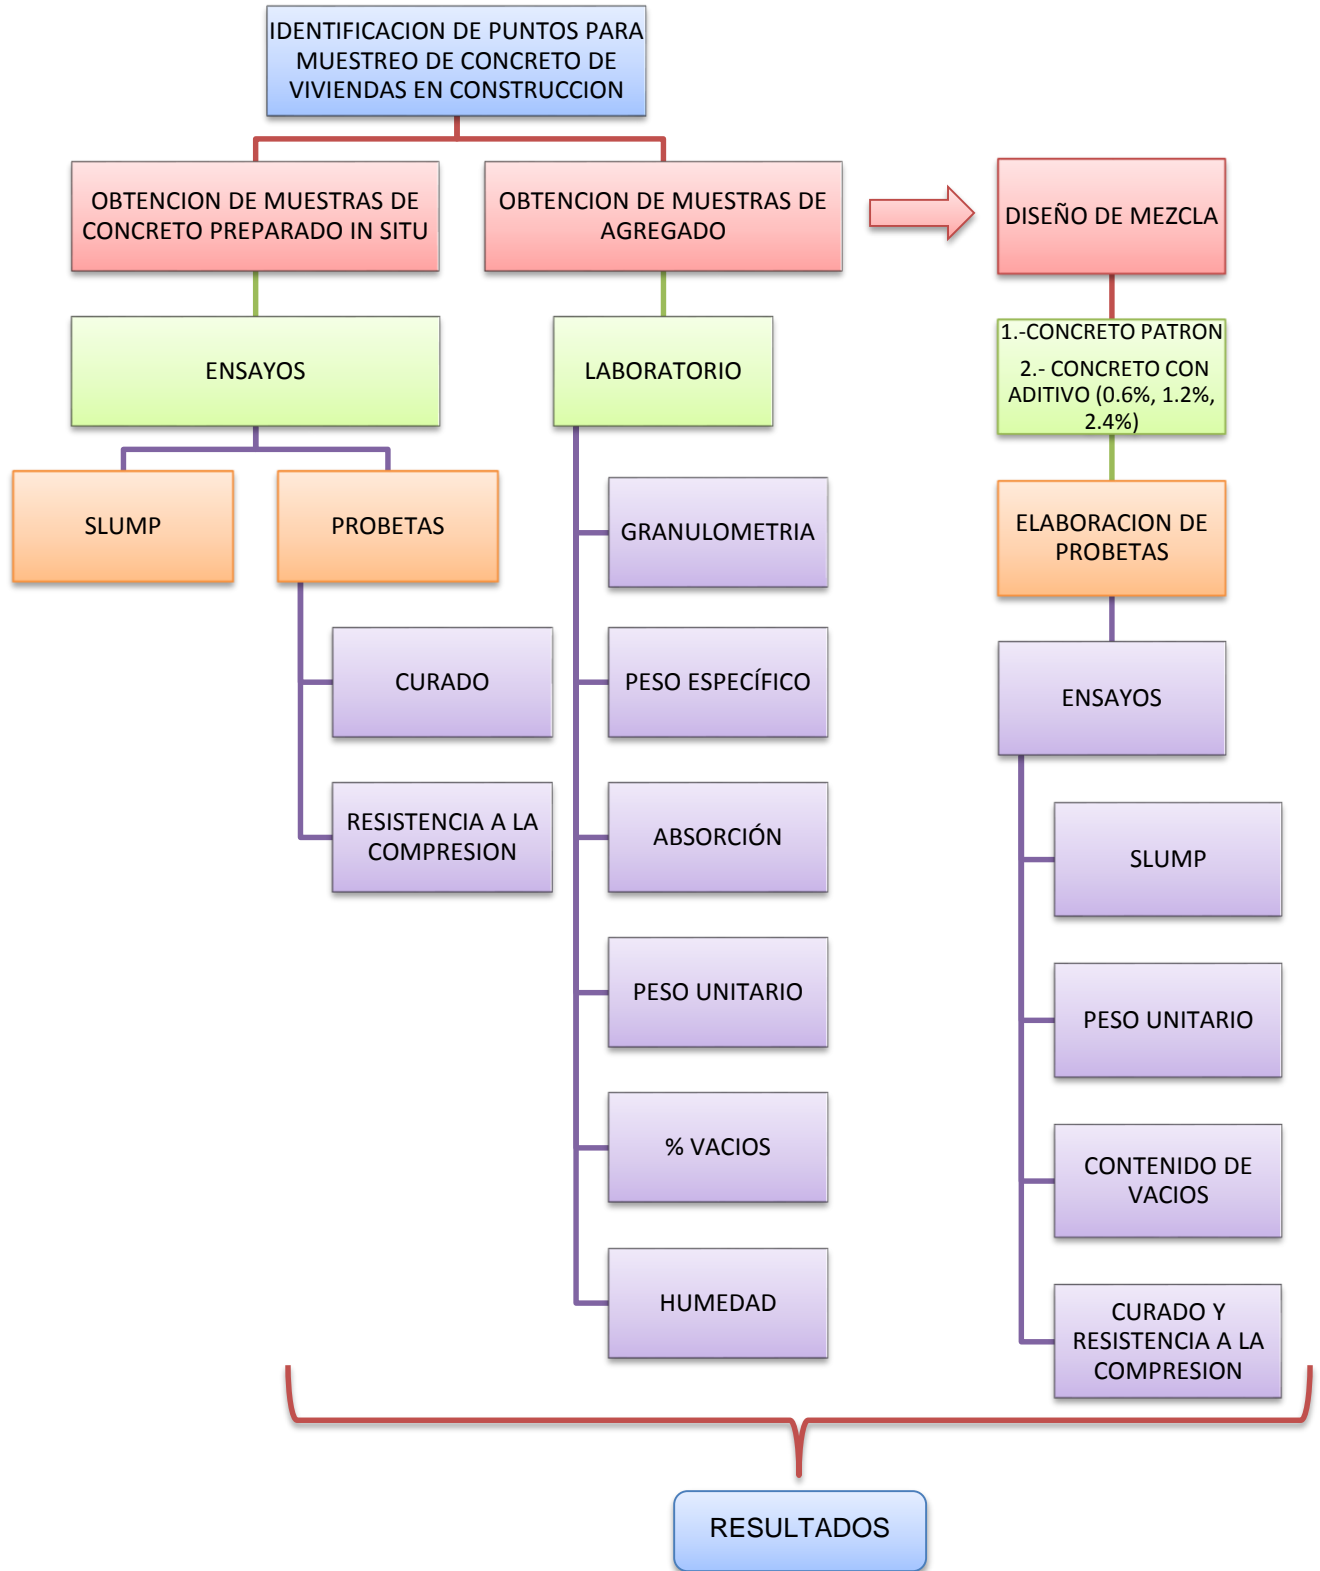 IDENTIFICACION DE PUNTOS PARA
MUESTREO DE CONCRETO DE
VIVIENDAS EN CONSTRUCCION
OBTENCION DE MUESTRAS DE
CONCRETO PREPARADO IN SITU
ENSAYOS
SLUMP
PROBETAS
CURADO
RESISTENCIA A LA
COMPRESION
OBTENCION DE MUESTRAS DE
AGREGADO
LABORATORIO
GRANULOMETRIA
PESO ESPECÍFICO
ABSORCIÓN
PESO UNITARIO
% VACIOS
HUMEDAD
DISEÑO DE MEZCLA
1.-CONCRETO PATRON
2.- CONCRETO CON
ADITIVO (0.6%, 1.2%,
2.4%)
ELABORACION DE
PROBETAS
ENSAYOS
SLUMP
PESO UNITARIO
CONTENIDO DE
VACIOS
CURADO Y
RESISTENCIA A LA
COMPRESION
RESULTADOS